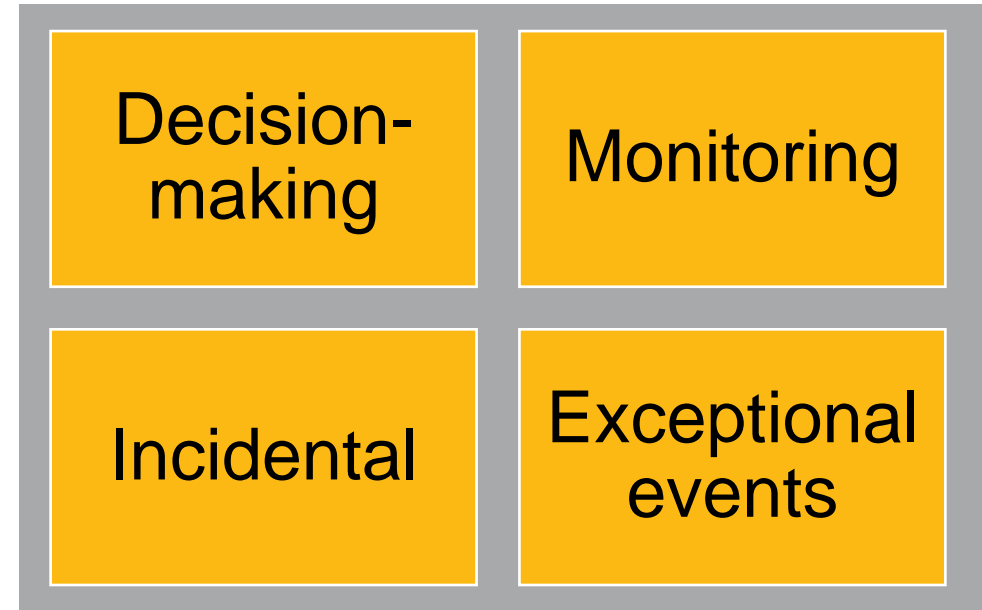 Decision-
making
Monitoring
Incidental
Exceptional
events